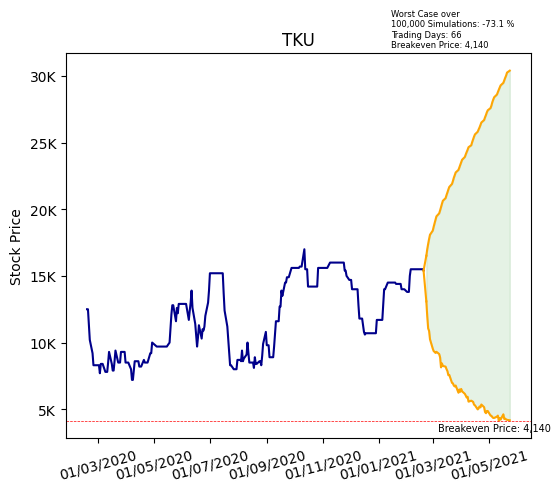 Worst Case over
100,000 Simulations: -73.1 %
Trading Days: 66
Breakeven Price: 4,140
TKU
Stock Price
30K
25K
20K
15K
10K
5K
Breakeven Price: 4,140
01/03/2020
01/05/2020
01/07/2020
01/09/2020
01/11/2020
01/01/2021
01/03/2021
01/05/2021